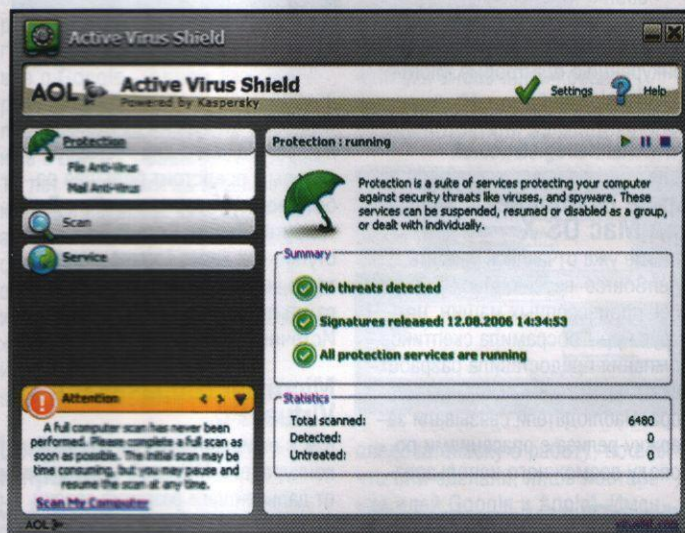 Active Virus Shield
AOL Active Virus Shield
Powered by Kaspersky
Settings
Help
Protection
File Anti-Virus
Mail Anti-Virus
Scan
Service
Attention
A full computer scan has never been
performed. Please complete a full scan as
soon as possible. The initial scan may be
time consuming, but you may pause and
resume the scan at any time.
Scan My Computer
AOL
Protection : running
Protection is a suite of services protecting your computer
against security threats like viruses, and spyware. These
services can be suspended, resumed or disabled as a group,
or dealt with individually.
Summary
No threats detected
Signatures released: 12.08.2006 14:34:53
All protection services are running
Statistics
Total scanned: 6480
Detected: 0
Untreated: 0